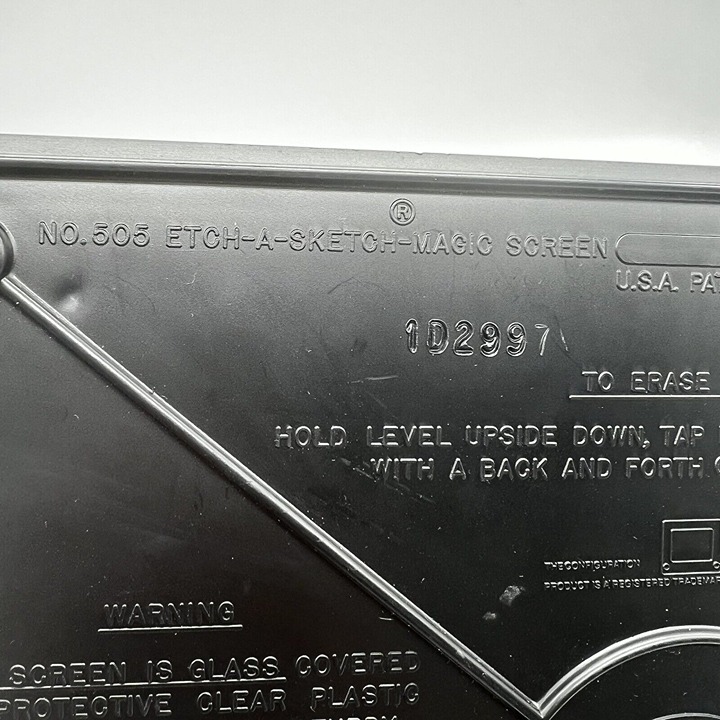 ®
NO. 505 ETCH-A-SKETCH-MAGIC SCREEN
U.S.A. PAT
1D2997
TO ERASE
HOLD LEVEL UPSIDE DOWN, TAP
WITH A BACK AND FORTH
THE CONFIGURATION
PRODUCT IS A REGISTERED TRADEMAR
WARNING
SCREEN IS GLASS COVERED
PROTECTIVE CLEAR PLASTIC